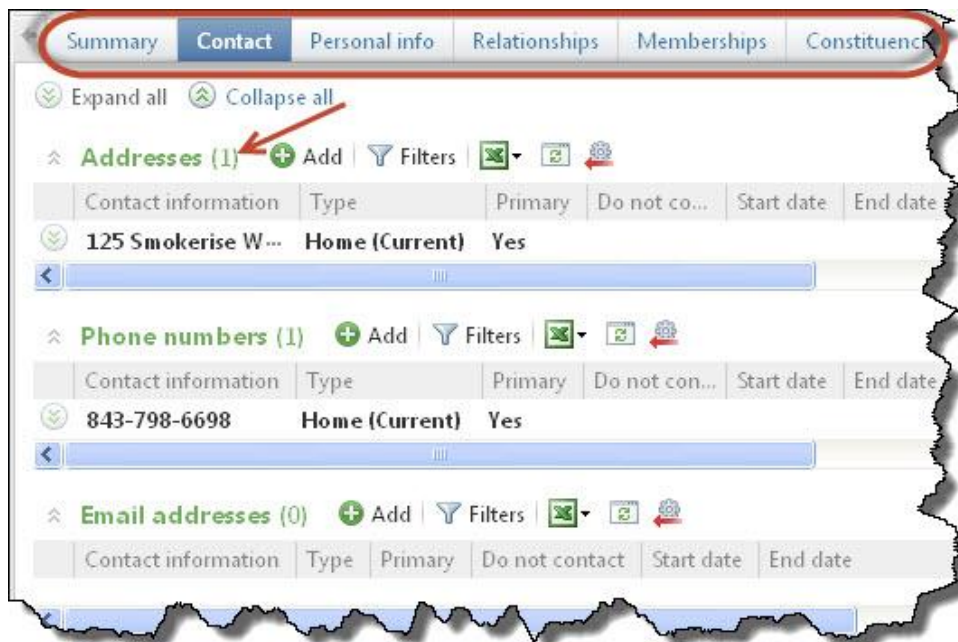 Summary Contact Personal info Relationships Memberships Constituenc
Expand all Collapse all
Addresses (1) Add Filters
Contact information Type Primary Do not co... Start date End date
125 Smokerise W... Home (Current) Yes
Phone numbers (1) Add Filters
Contact information Type Primary Do not con... Start date End date
843-798-6698 Home (Current) Yes
Email addresses (0) Add Filters
Contact information Type Primary Do not contact Start date End date